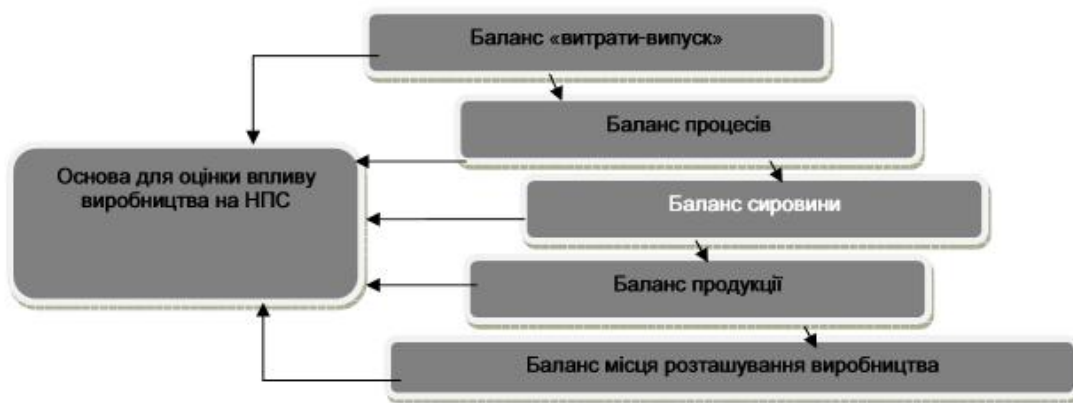 Баланс «витрати-випуск»
Баланс процесів
Основа для оцінки впливу
виробництва на НПС
Баланс сировини
Баланс продукції
Баланс місця розташування виробництва